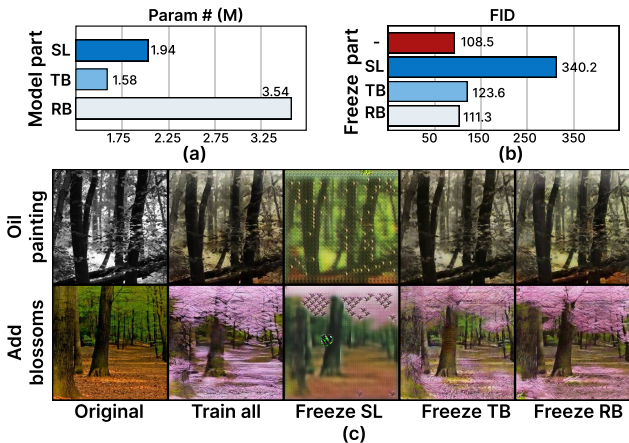 Param # (M)
Model part
SL
1.94
TB
1.58
RB
3.54
1.75 2.25 2.75 3.25
(a)
FID
Freeze part
-
108.5
SL
340.2
TB
123.6
RB
111.3
50 150 250 350
(b)
Oil
painting
Add
blossoms
Original Train all Freeze SL Freeze TB Freeze RB
(c)